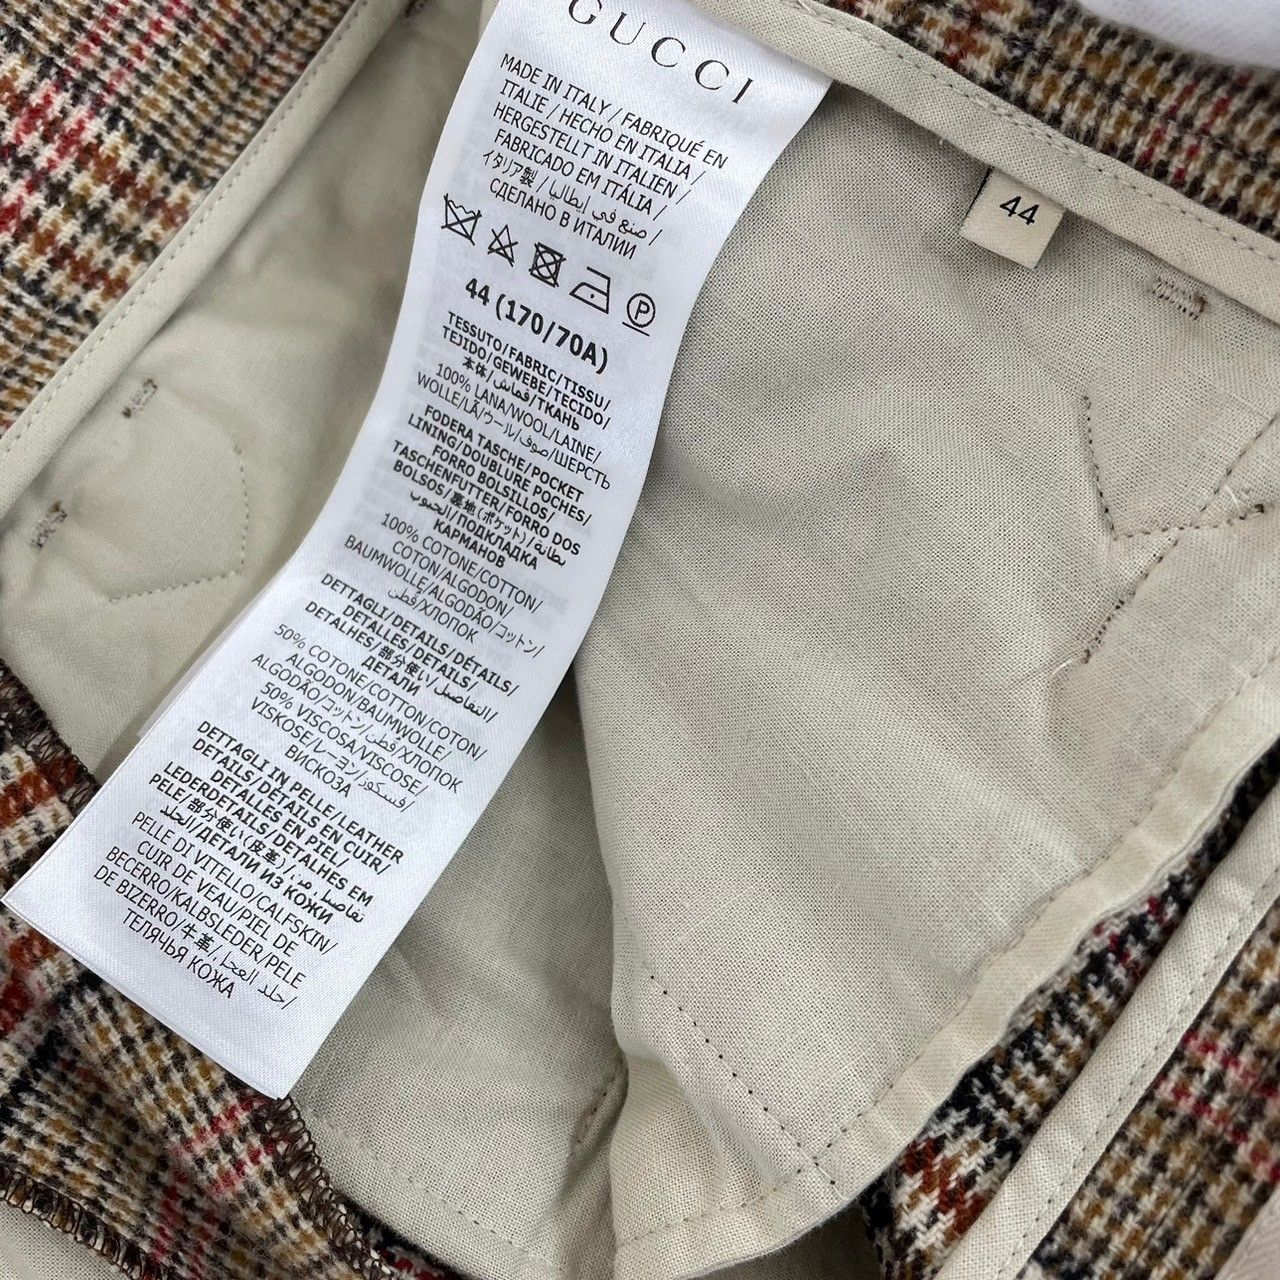 GUCCI
MADE IN ITALY / FABRIQUÉ EN
ITALIE / HECHO EN ITALIA /
HERGESTELLT IN ITALIEN /
FABRICADO EM ITÁLIA /
イタリア製 / صنع في إيطاليا /
СДЕЛАНО В ИТАЛИИ
P
44 (170/70A)
TESSUTO/FABRIC/TISSU/
TEJIDO/GEWEBE/TECIDO/
本体/قماش/ТКАНЬ
100% LANA/WOOL/LAINE/
WOLLE/LÃ/ウール/صوف/ШЕРСТЬ
FODERA TASCHE/POCKET
LINING/DOUBLURE POCHES/
FORRO BOLSILLOS/
TASCHENFUTTER/FORRO DOS
BOLSOS/裏地(ポケット)/بطانة
الجيوب/ПОДКЛАДКА
КАРМАНОВ
100% COTONE/COTTON/
COTON/ALGODON/
BAUMWOLLE/ALGODÃO/コットン/
قطن/ХЛОПОК
DETTAGLI/DETAILS/DÉTAILS/
DETALLES/DETAILS/
DETALHES/部分使い/التفاصيل/
ДЕТАЛИ
50% COTONE/COTTON/COTON/
ALGODON/BAUMWOLLE/
ALGODÃO/コットン/قطن/ХЛОПОК
50% VISCOSA/VISCOSE/
VISKOSE/レーヨン/فسكوز/
ВИСКОЗА
DETTAGLI IN PELLE/LEATHER
DETAILS/DÉTAILS EN CUIR/
DETALLES EN PIEL/
LEDERDETAILS/DETALHES EM
PELE/部分使い(皮革)/تفاصيل من
الجلد/ДЕТАЛИ ИЗ КОЖИ
PELLE DI VITELLO/CALFSKIN/
CUIR DE VEAU/PIEL DE
BECERRO/KALBSLEDER/PELE
DE BIZERRO/牛革/جلد العجل/
ТЕЛЯЧЬЯ КОЖА
44